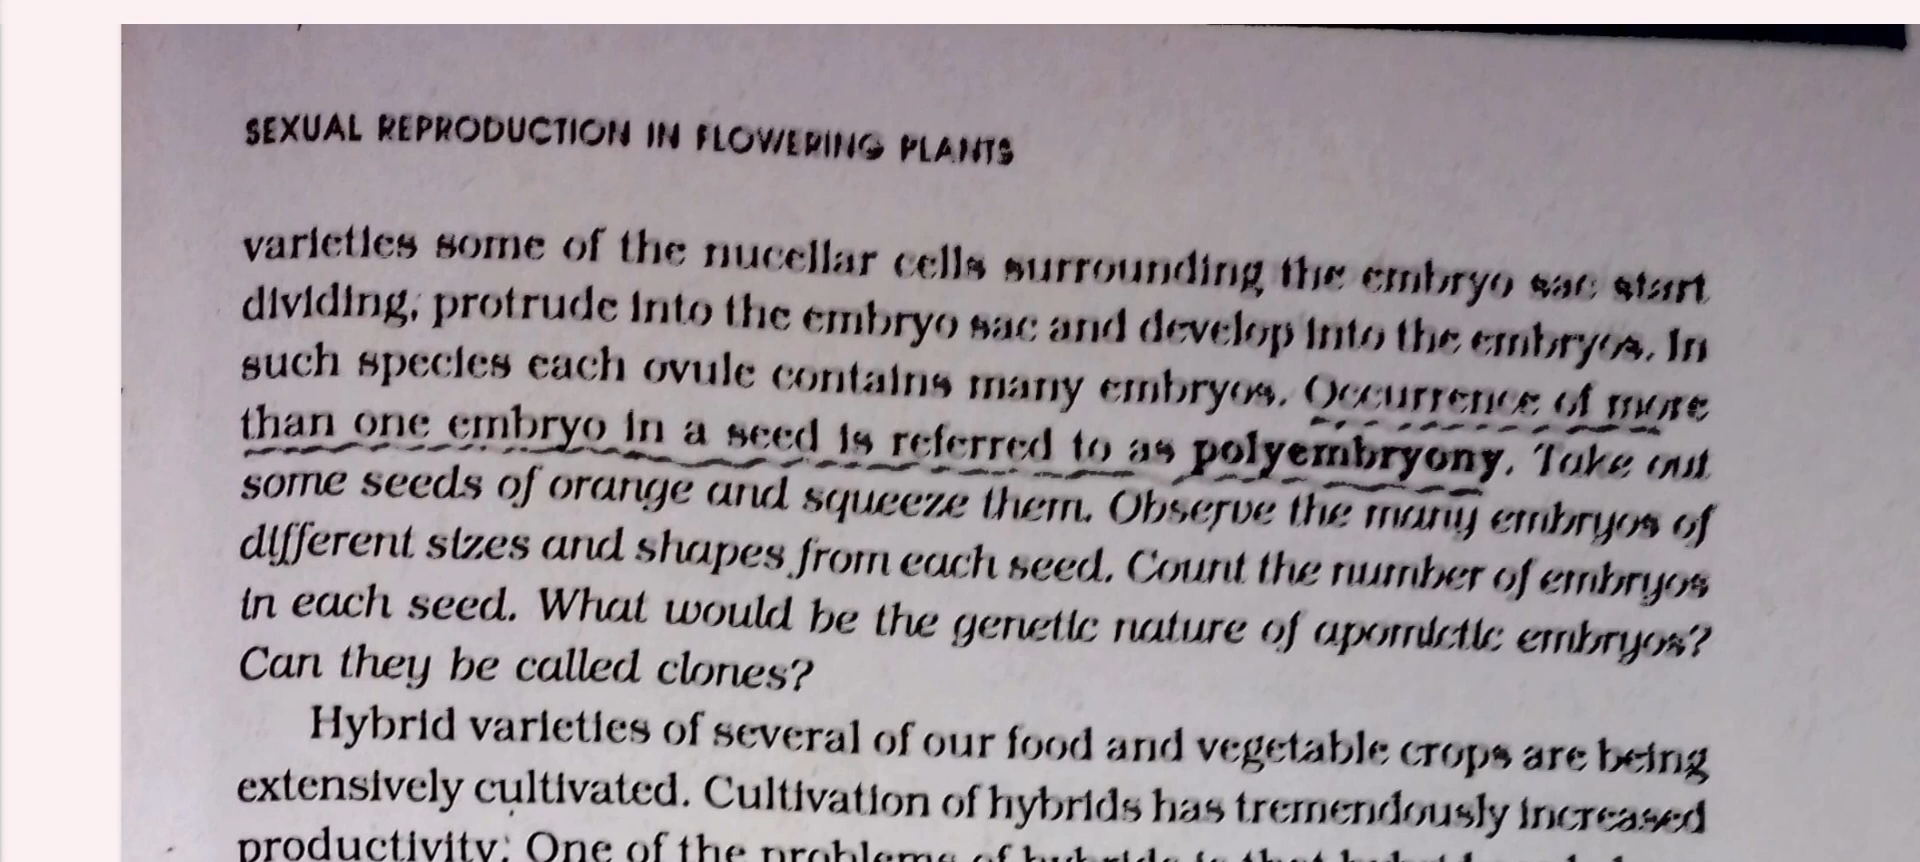 SEXUAL REPRODUCTION IN FLOWERING PLANTS
varieties some of the nucellar cells surrounding the embryo sac start
dividing, protrude into the embryo sac and develop into the embryos. In
such species each ovule contains many embryos. Occurrence of more
than one embryo in a seed is referred to as polyembryony. Take out
some seeds of orange and squeeze them. Observe the many embryos of
different sizes and shapes from each seed. Count the number of embryos
in each seed. What would be the genetic nature of apomictic embryos?
Can they be called clones?
Hybrid varieties of several of our food and vegetable crops are being
extensively cultivated. Cultivation of hybrids has tremendously increased
productivity. One of the problems of hybrids is that hybrid